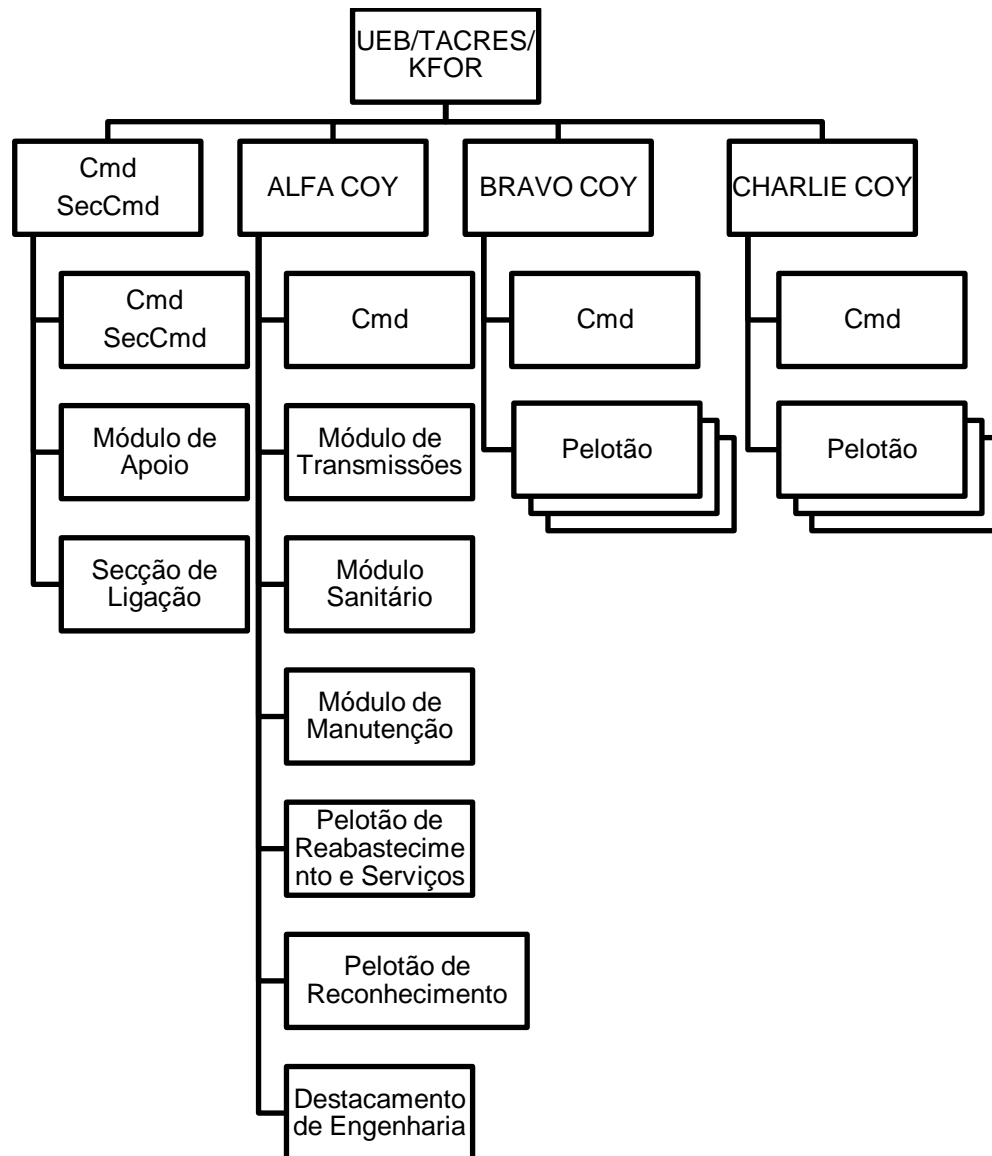 UEB/TACRES/
KFOR
Cmd
SecCmd
ALFA COY
BRAVO COY
CHARLIE COY
Cmd
SecCmd
Cmd
Cmd
Cmd
Módulo de
Apoio
Módulo de
Transmissões
Pelotão
Pelotão
Secção de
Ligação
Módulo
Sanitário
Módulo de
Manutenção
Pelotão de
Reabastecime
nto e Serviços
Pelotão de
Reconhecimento
Destacamento
de Engenharia